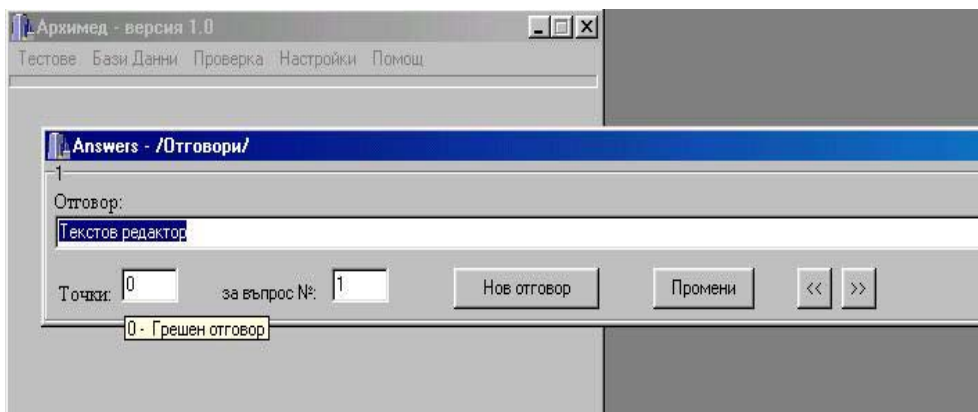 Архимед - версия 1.0
Тестове Бази Данни Проверка Настройки Помощ
Answers - /Отговори/
1
Отговор:
Текстов редактор
Точки: 0 за въпрос №: 1 Нов отговор Промени << >>
0 - Грешен отговор